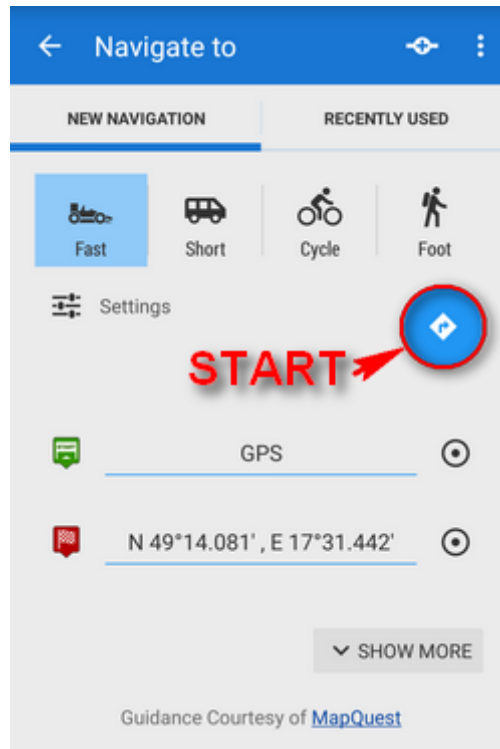 Navigate to
NEW NAVIGATION RECENTLY USED
Fast Short Cycle Foot
Settings
START
GPS
N 49°14.081' , E 17°31.442'
SHOW MORE
Guidance Courtesy of MapQuest